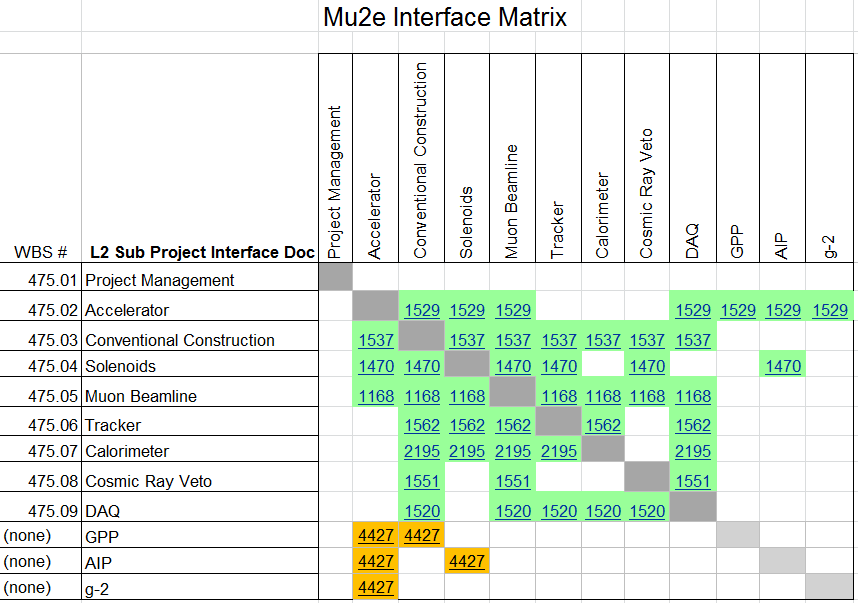 Mu2e Interface Matrix
WBS # L2 Sub Project Interface Doc Project Management Accelerator Conventional Construction Solenoids Muon Beamline Tracker Calorimeter Cosmic Ray Veto DAQ GPP AIP g-2
475.01 Project Management
475.02 Accelerator 1529 1529 1529 1529 1529 1529 1529
475.03 Conventional Construction 1537 1537 1537 1537 1537 1537 1537
475.04 Solenoids 1470 1470 1470 1470 1470 1470
475.05 Muon Beamline 1168 1168 1168 1168 1168 1168 1168
475.06 Tracker 1562 1562 1562 1562 1562
475.07 Calorimeter 2195 2195 2195 2195 2195
475.08 Cosmic Ray Veto 1551 1551 1551
475.09 DAQ 1520 1520 1520 1520 1520
(none) GPP 4427 4427
(none) AIP 4427 4427
(none) g-2 4427